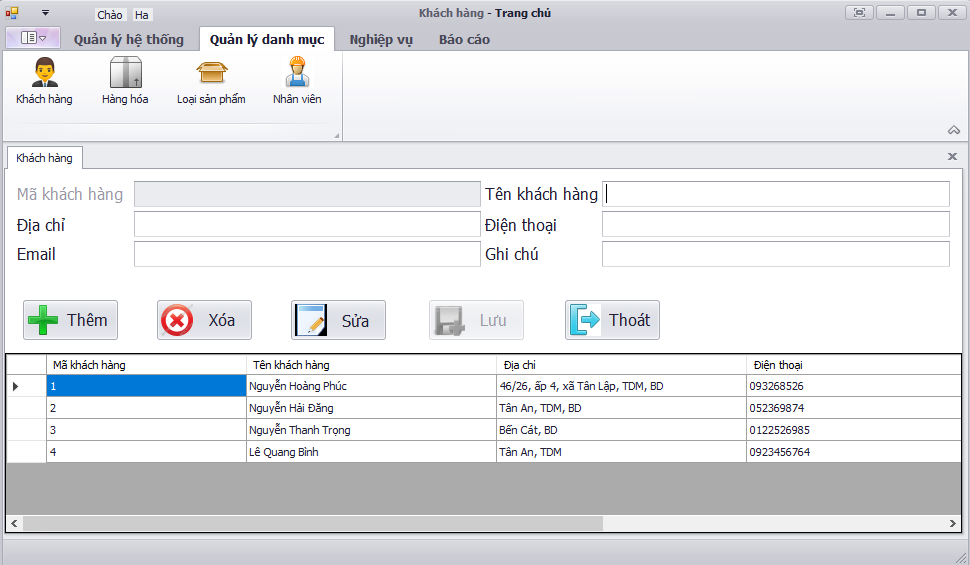 Chào Ha
Khách hàng - Trang chủ
Quản lý hệ thống Quản lý danh mục Nghiệp vụ Báo cáo
Khách hàng Hàng hóa Loại sản phẩm Nhân viên
Khách hàng
Mã khách hàng Tên khách hàng
Địa chỉ Điện thoại
Email Ghi chú
Thêm Xóa Sửa Lưu Thoát
Mã khách hàng Tên khách hàng Địa chỉ Điện thoại
1 Nguyễn Hoàng Phúc 46/26, ấp 4, xã Tân Lập, TDM, BD 093268526
2 Nguyễn Hải Đăng Tân An, TDM, BD 052369874
3 Nguyễn Thanh Trọng Bến Cát, BD 0122526985
4 Lê Quang Bình Tân An, TDM 0923456764